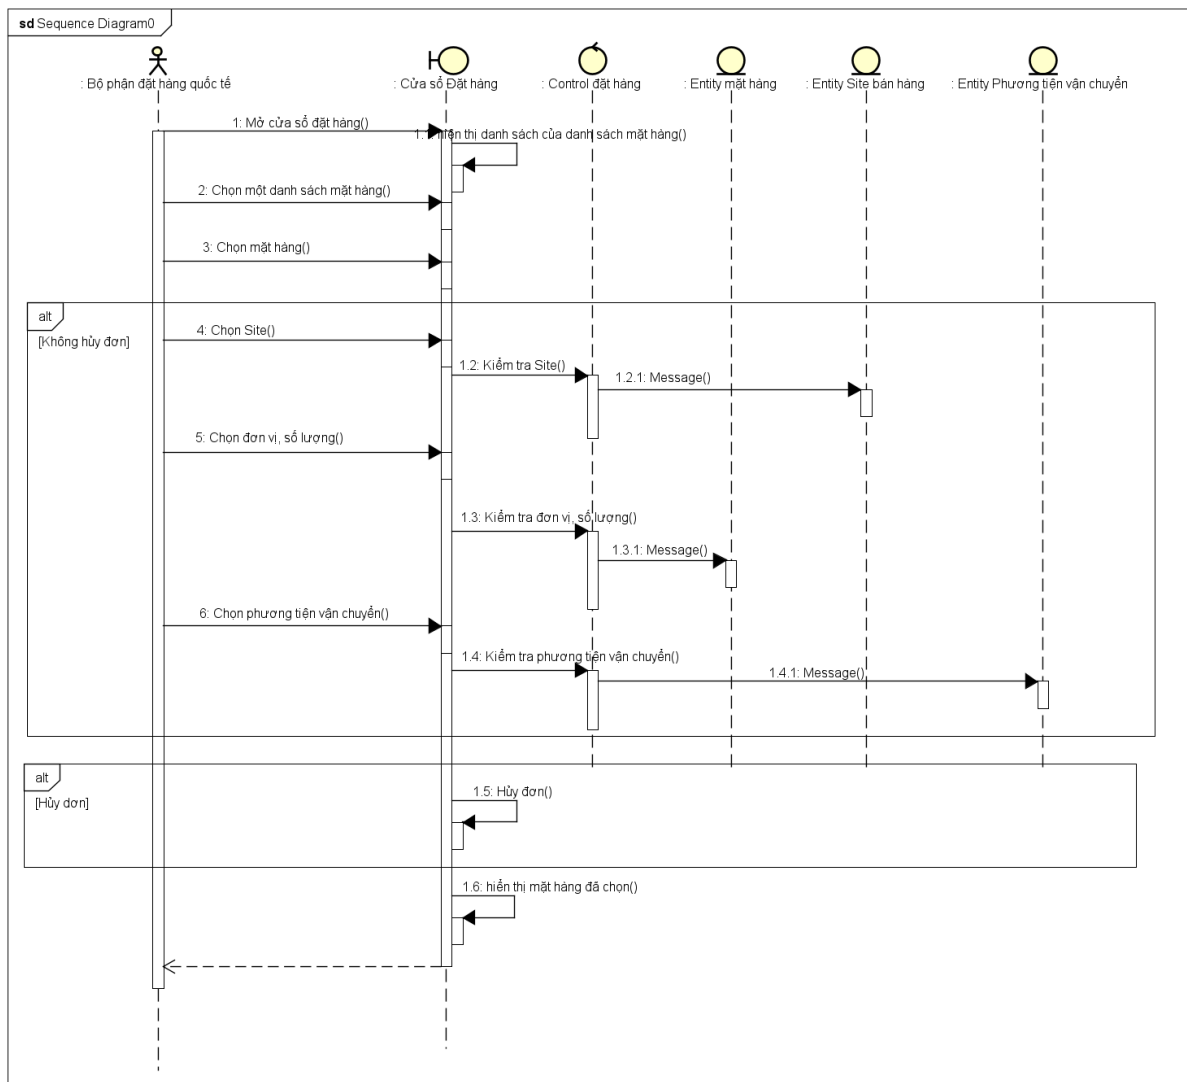 sd Sequence Diagram0
: Bộ phận đặt hàng quốc tế
: Cửa sổ Đặt hàng
: Control đặt hàng
: Entity mặt hàng
: Entity Site bán hàng
: Entity Phương tiện vận chuyển
1: Mở cửa sổ đặt hàng()
hiển thị danh sách của danh sách mặt hàng()
2: Chọn một danh sách mặt hàng()
3: Chọn mặt hàng()
alt
[Không hủy đơn]
4: Chọn Site()
1.2: Kiểm tra Site()
1.2.1: Message()
5: Chọn đơn vị, số lượng()
1.3: Kiểm tra đơn vị, số lượng()
1.3.1: Message()
6: Chọn phương tiện vận chuyển()
1.4: Kiểm tra phương tiện vận chuyển()
1.4.1: Message()
alt
[Hủy dơn]
1.5: Hủy đơn()
1.6: hiển thị mặt hàng đã chọn()